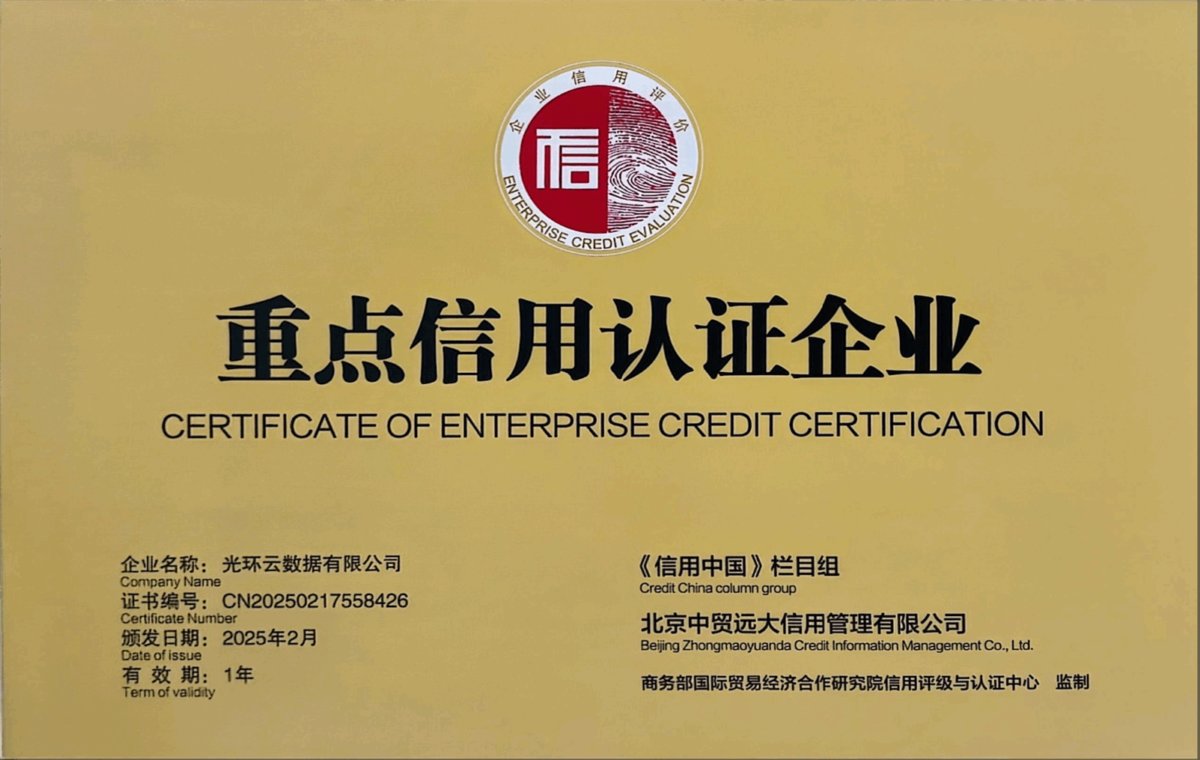 企业信用评价
信
ENTERPRISE CREDIT EVALUATION
重点信用认证企业
CERTIFICATE OF ENTERPRISE CREDIT CERTIFICATION
企业名称：光环云数据有限公司
Company Name
证书编号：CN20250217558426
Certificate Number
颁发日期：2025年2月
Date of issue
有 效 期：1年
Term of validity
《信用中国》栏目组
Credit China column group
北京中贸远大信用管理有限公司
Beijing Zhongmaoyuanda Credit Information Management Co., Ltd.
商务部国际贸易经济合作研究院信用评级与认证中心 监制